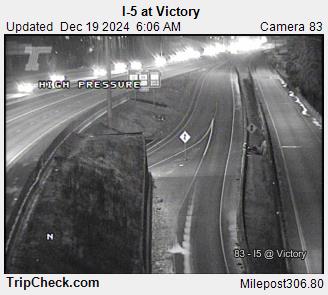 I-5 at Victory
Updated Dec 19 2024 6:06 AM
Camera 83
T
HIGH PRESSURE
N
83 - I5 @ Victory
TripCheck.com
Milepost306.80